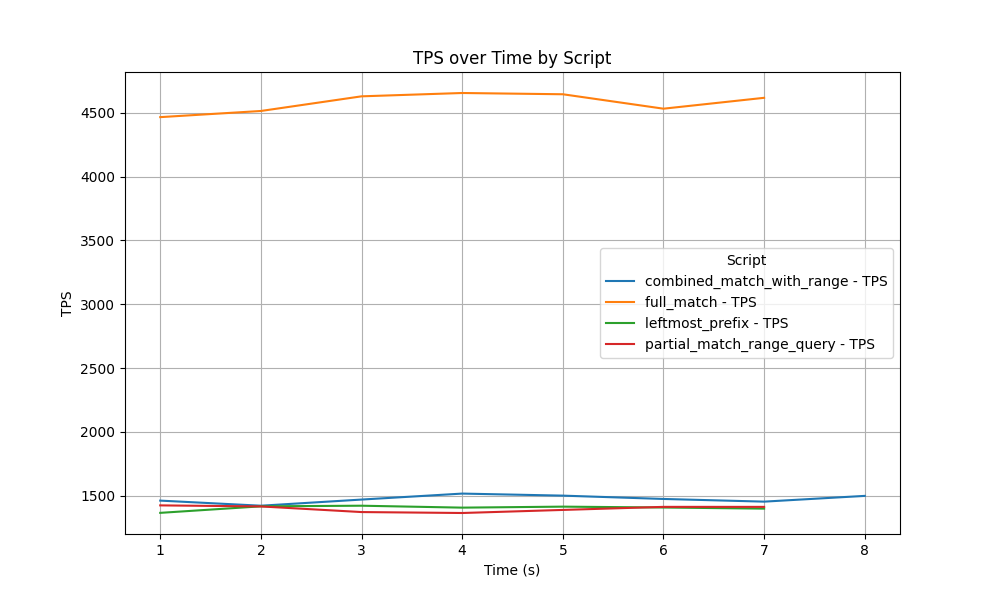 TPS over Time by Script
TPS
4500
4000
3500
3000
2500
2000
1500
Script
combined_match_with_range - TPS
full_match - TPS
leftmost_prefix - TPS
partial_match_range_query - TPS
1 2 3 4 5 6 7 8
Time (s)